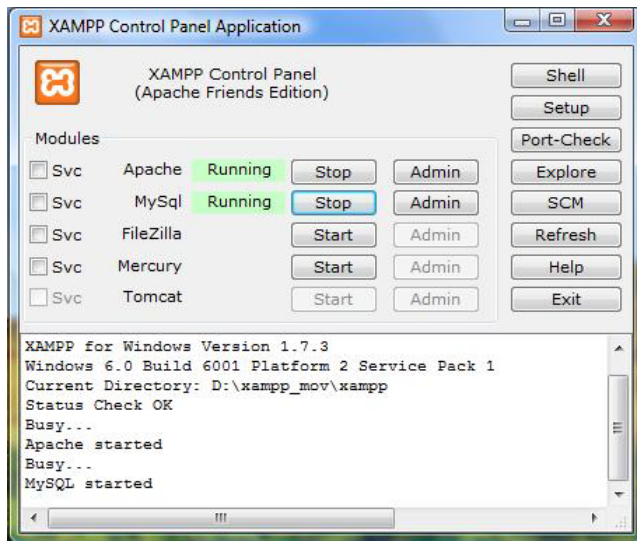 XAMPP Control Panel Application
XAMPP Control Panel
(Apache Friends Edition)
Shell
Setup
Port-Check
Modules
Svc Apache Running Stop Admin Explore
Svc MySql Running Stop Admin SCM
Svc FileZilla Start Admin Refresh
Svc Mercury Start Admin Help
Svc Tomcat Start Admin Exit
XAMPP for Windows Version 1.7.3
Windows 6.0 Build 6001 Platform 2 Service Pack 1
Current Directory: D:\xampp_mov\xampp
Status Check OK
Busy...
Apache started
Busy...
MySQL started